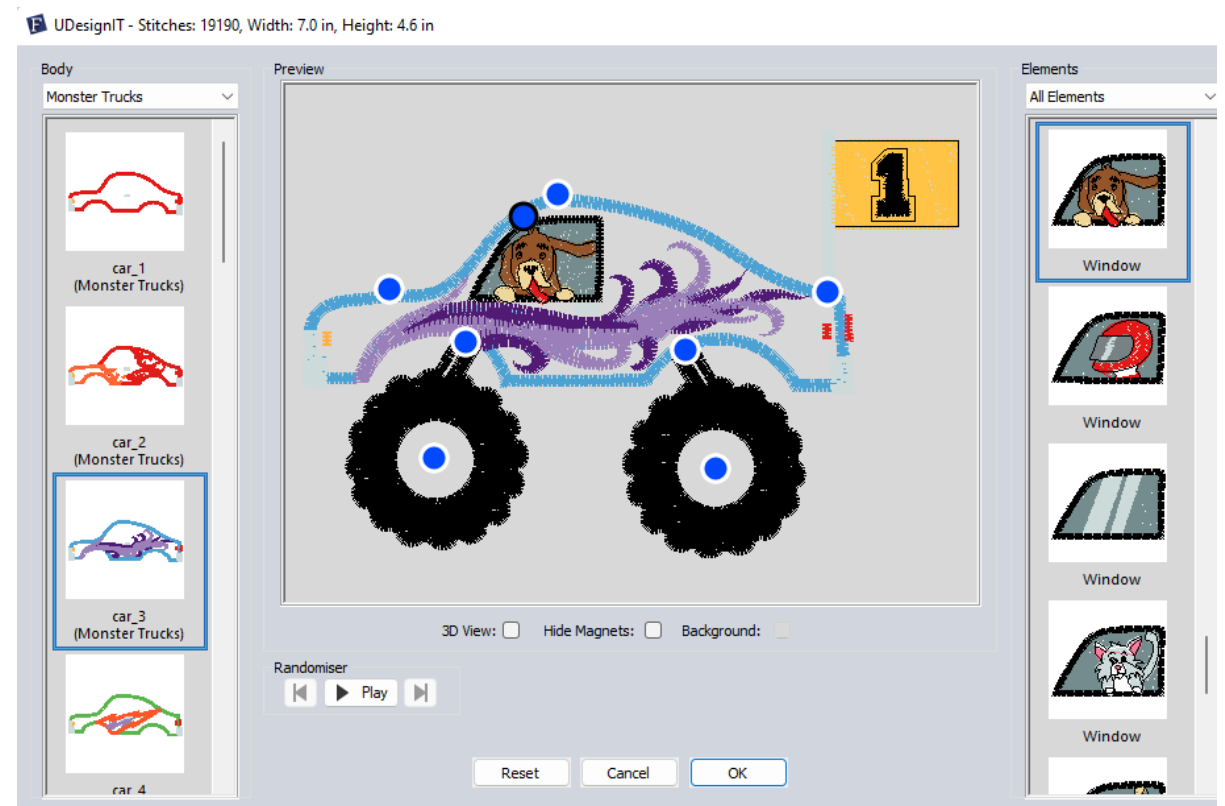 UDesignIT - Stitches: 19190, Width: 7.0 in, Height: 4.6 in
Body
Monster Trucks
car_1
(Monster Trucks)
car_2
(Monster Trucks)
car_3
(Monster Trucks)
car_4
Preview
1
3D View:
Hide Magnets:
Background:
Randomiser
Play
Reset
Cancel
OK
Elements
All Elements
Window
Window
Window
Window